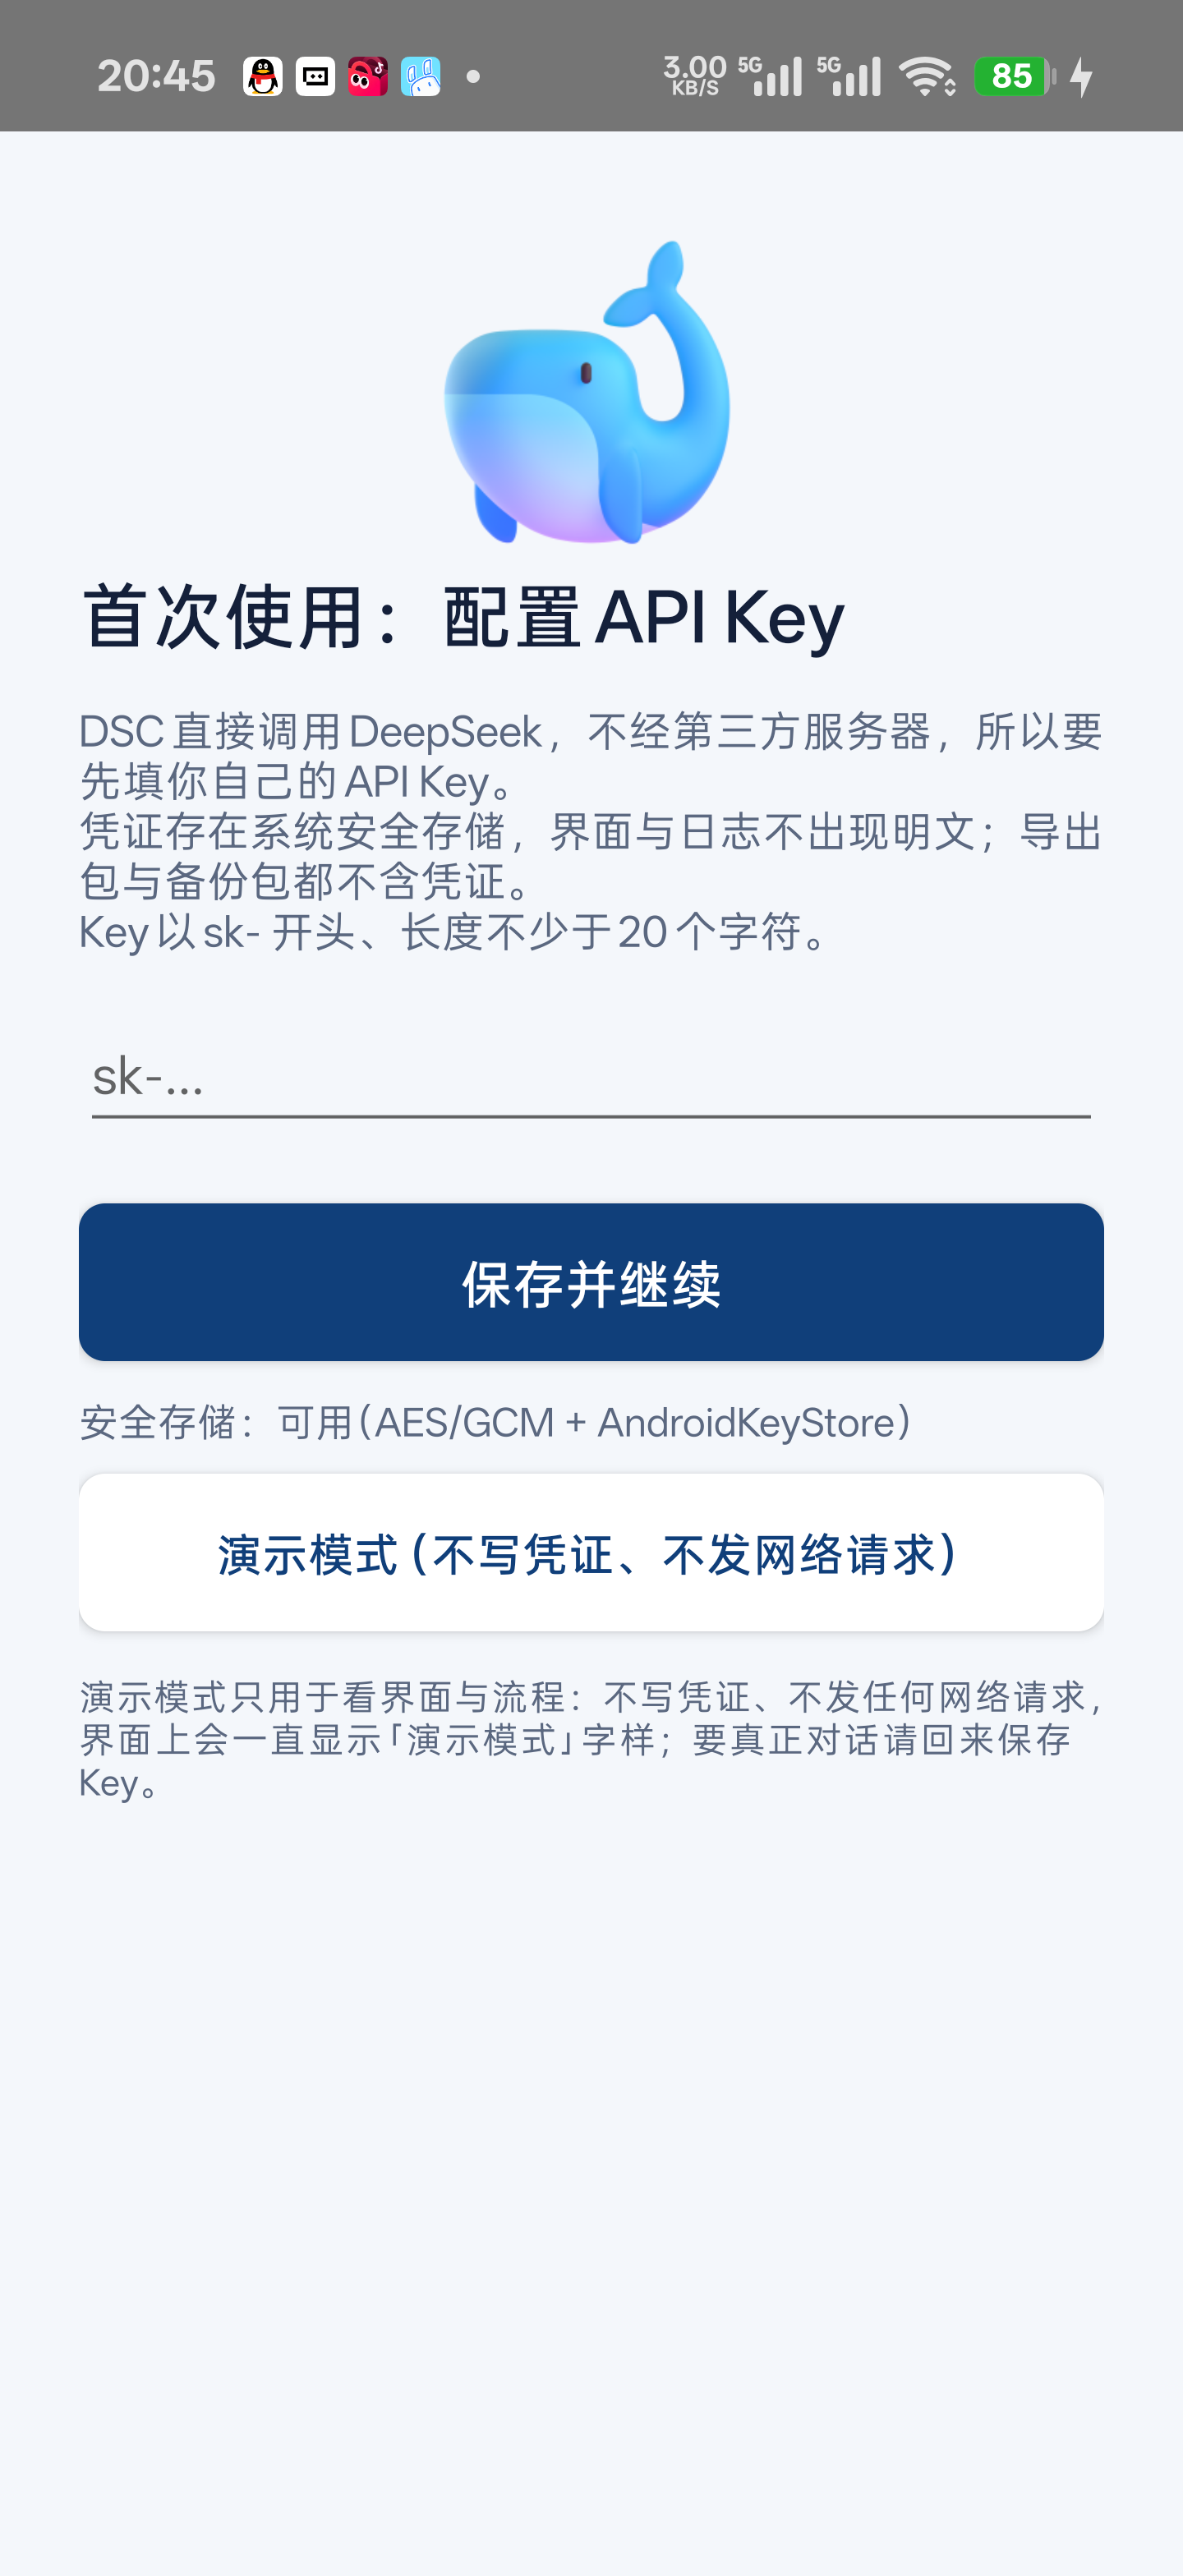 20:45
3.00 KB/S 5G 5G 85
首次使用：配置 API Key
DSC 直接调用 DeepSeek，不经第三方服务器，所以要
先填你自己的 API Key。
凭证存在系统安全存储，界面与日志不出现明文；导出
包与备份包都不含凭证。
Key 以 sk- 开头、长度不少于 20 个字符。
sk-...
保存并继续
安全存储：可用（AES/GCM + AndroidKeyStore）
演示模式（不写凭证、不发网络请求）
演示模式只用于看界面与流程：不写凭证、不发任何网络请求，
界面上会一直显示「演示模式」字样；要真正对话请回来保存
Key。